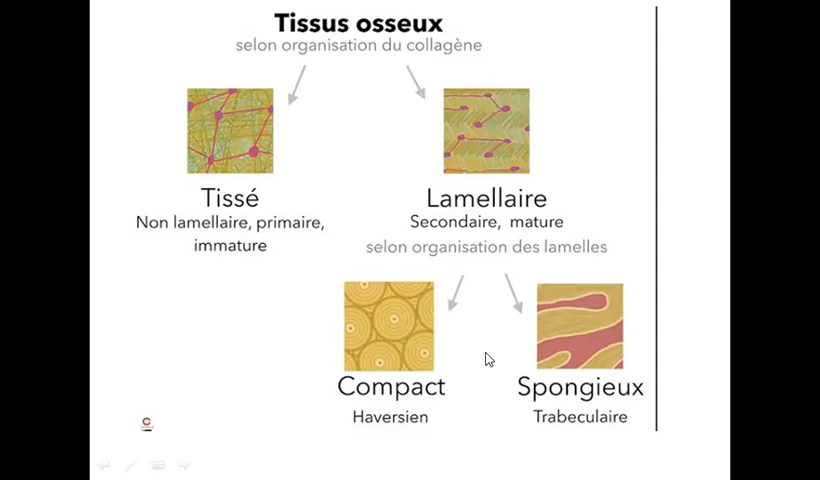 Tissus osseux
selon organisation du collagène
Tissé
Non lamellaire, primaire,
immature
Lamellaire
Secondaire, mature
selon organisation des lamelles
Compact
Haversien
Spongieux
Trabeculaire